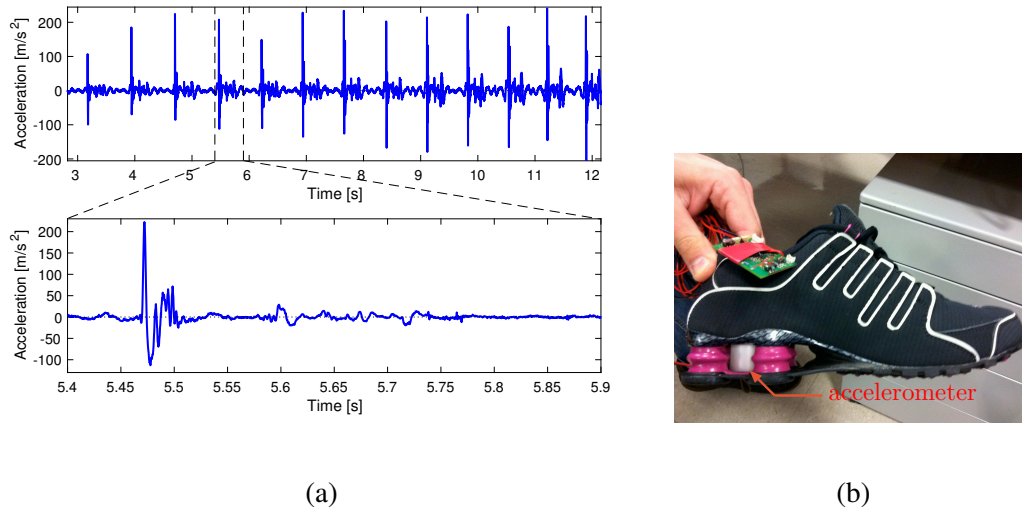 Acceleration [m/s²]
200
100
0
-100
-200
3 4 5 6 7 8 9 10 11 12
Time [s]
Acceleration [m/s²]
200
150
100
50
0
-50
-100
5.4 5.45 5.5 5.55 5.6 5.65 5.7 5.75 5.8 5.85 5.9
Time [s]
accelerometer
(a) (b)